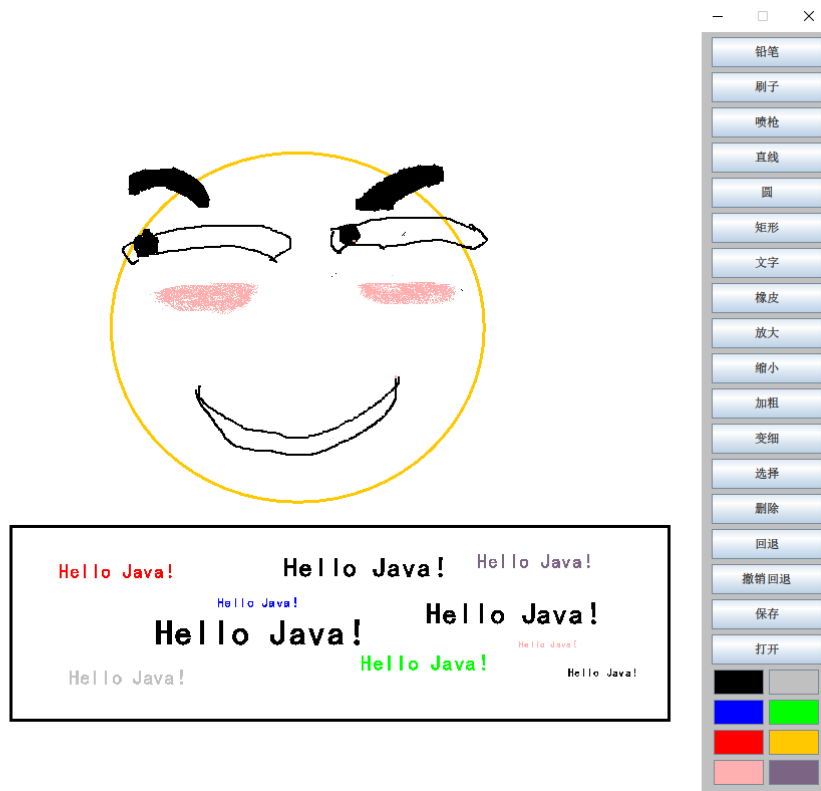 铅笔
刷子
喷枪
直线
圆
矩形
文字
橡皮
放大
缩小
加粗
变细
选择
删除
回退
撤销回退
保存
打开
Hello Java!
Hello Java!
Hello Java!
Hello Java!
Hello Java!
Hello Java!
Hello Java!
Hello Java!
Hello Java!
Hello Java!